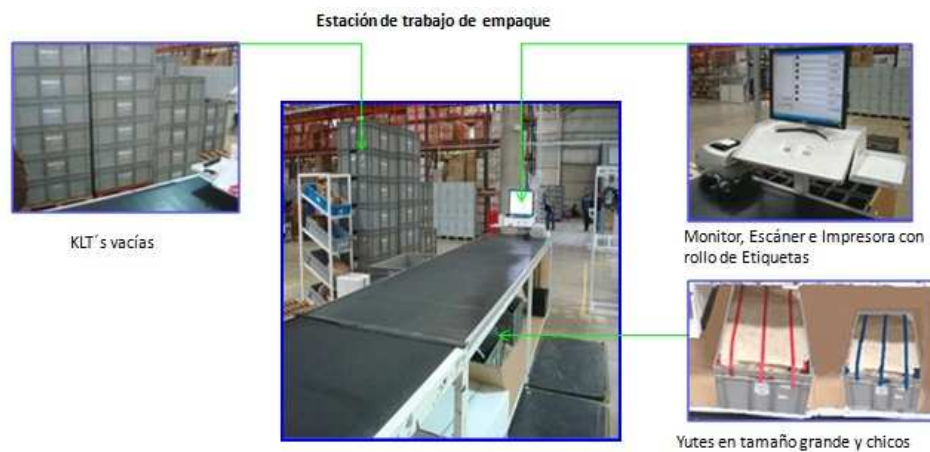 Estación de trabajo de empaque
KLT´s vacías
Monitor, Escáner e Impresora con
rollo de Etiquetas
Yutes en tamaño grande y chicos